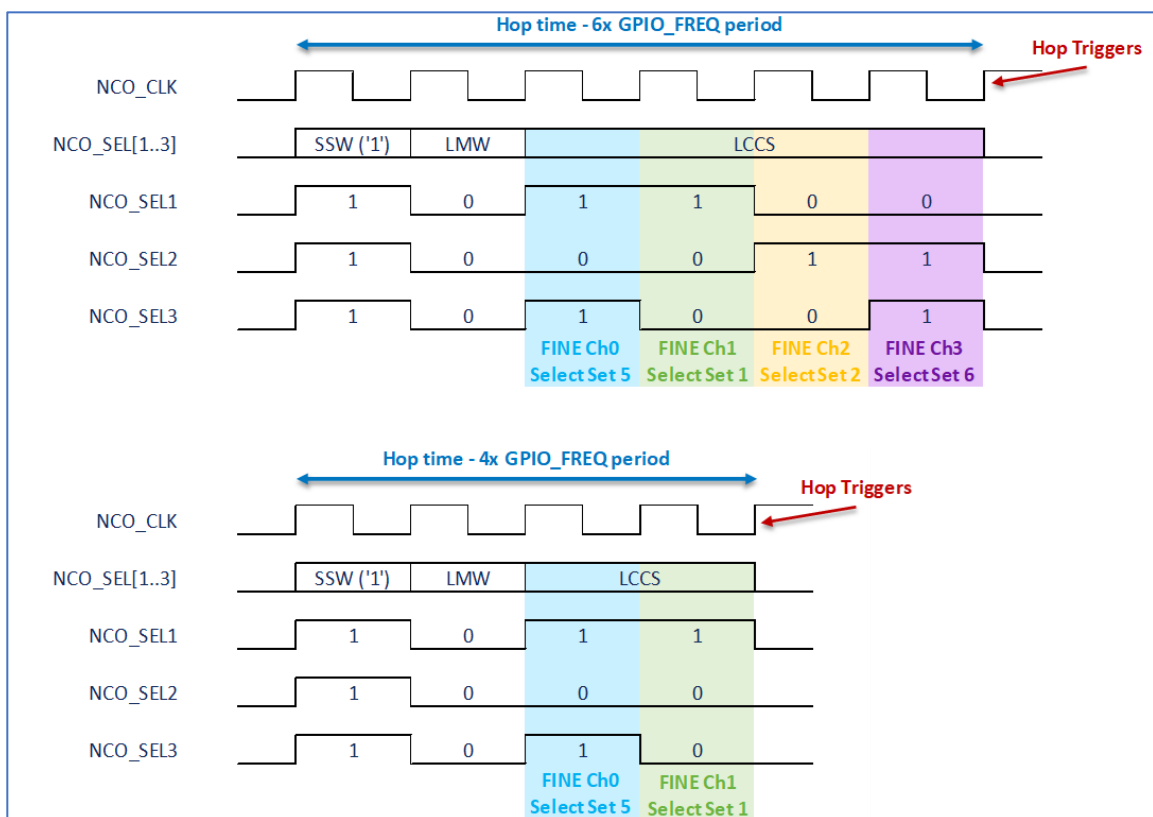 Hop time - 6x GPIO_FREQ period
Hop Triggers
NCO_CLK
NCO_SEL[1..3] SSW ('1') LMW LCCS
NCO_SEL1 1 0 1 1 0 0
NCO_SEL2 1 0 0 0 1 1
NCO_SEL3 1 0 1 0 0 1
FINE Ch0 FINE Ch1 FINE Ch2 FINE Ch3
Select Set 5 Select Set 1 Select Set 2 Select Set 6
Hop time - 4x GPIO_FREQ period
Hop Triggers
NCO_CLK
NCO_SEL[1..3] SSW ('1') LMW LCCS
NCO_SEL1 1 0 1 1
NCO_SEL2 1 0 0 0
NCO_SEL3 1 0 1 0
FINE Ch0 FINE Ch1
Select Set 5 Select Set 1